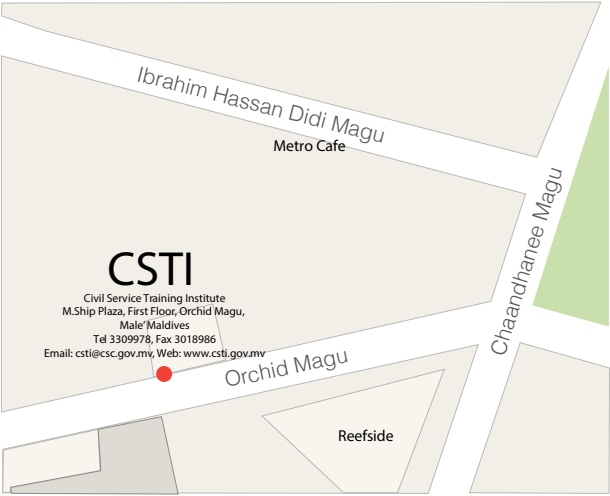 Ibrahim Hassan Didi Magu
Metro Cafe
Chaandhanee Magu
CSTI
Civil Service Training Institute
M.Ship Plaza, First Floor, Orchid Magu,
Male' Maldives
Tel 3309978, Fax 3018986
Email: csti@csc.gov.mv, Web: www.csti.gov.mv
Orchid Magu
Reefside